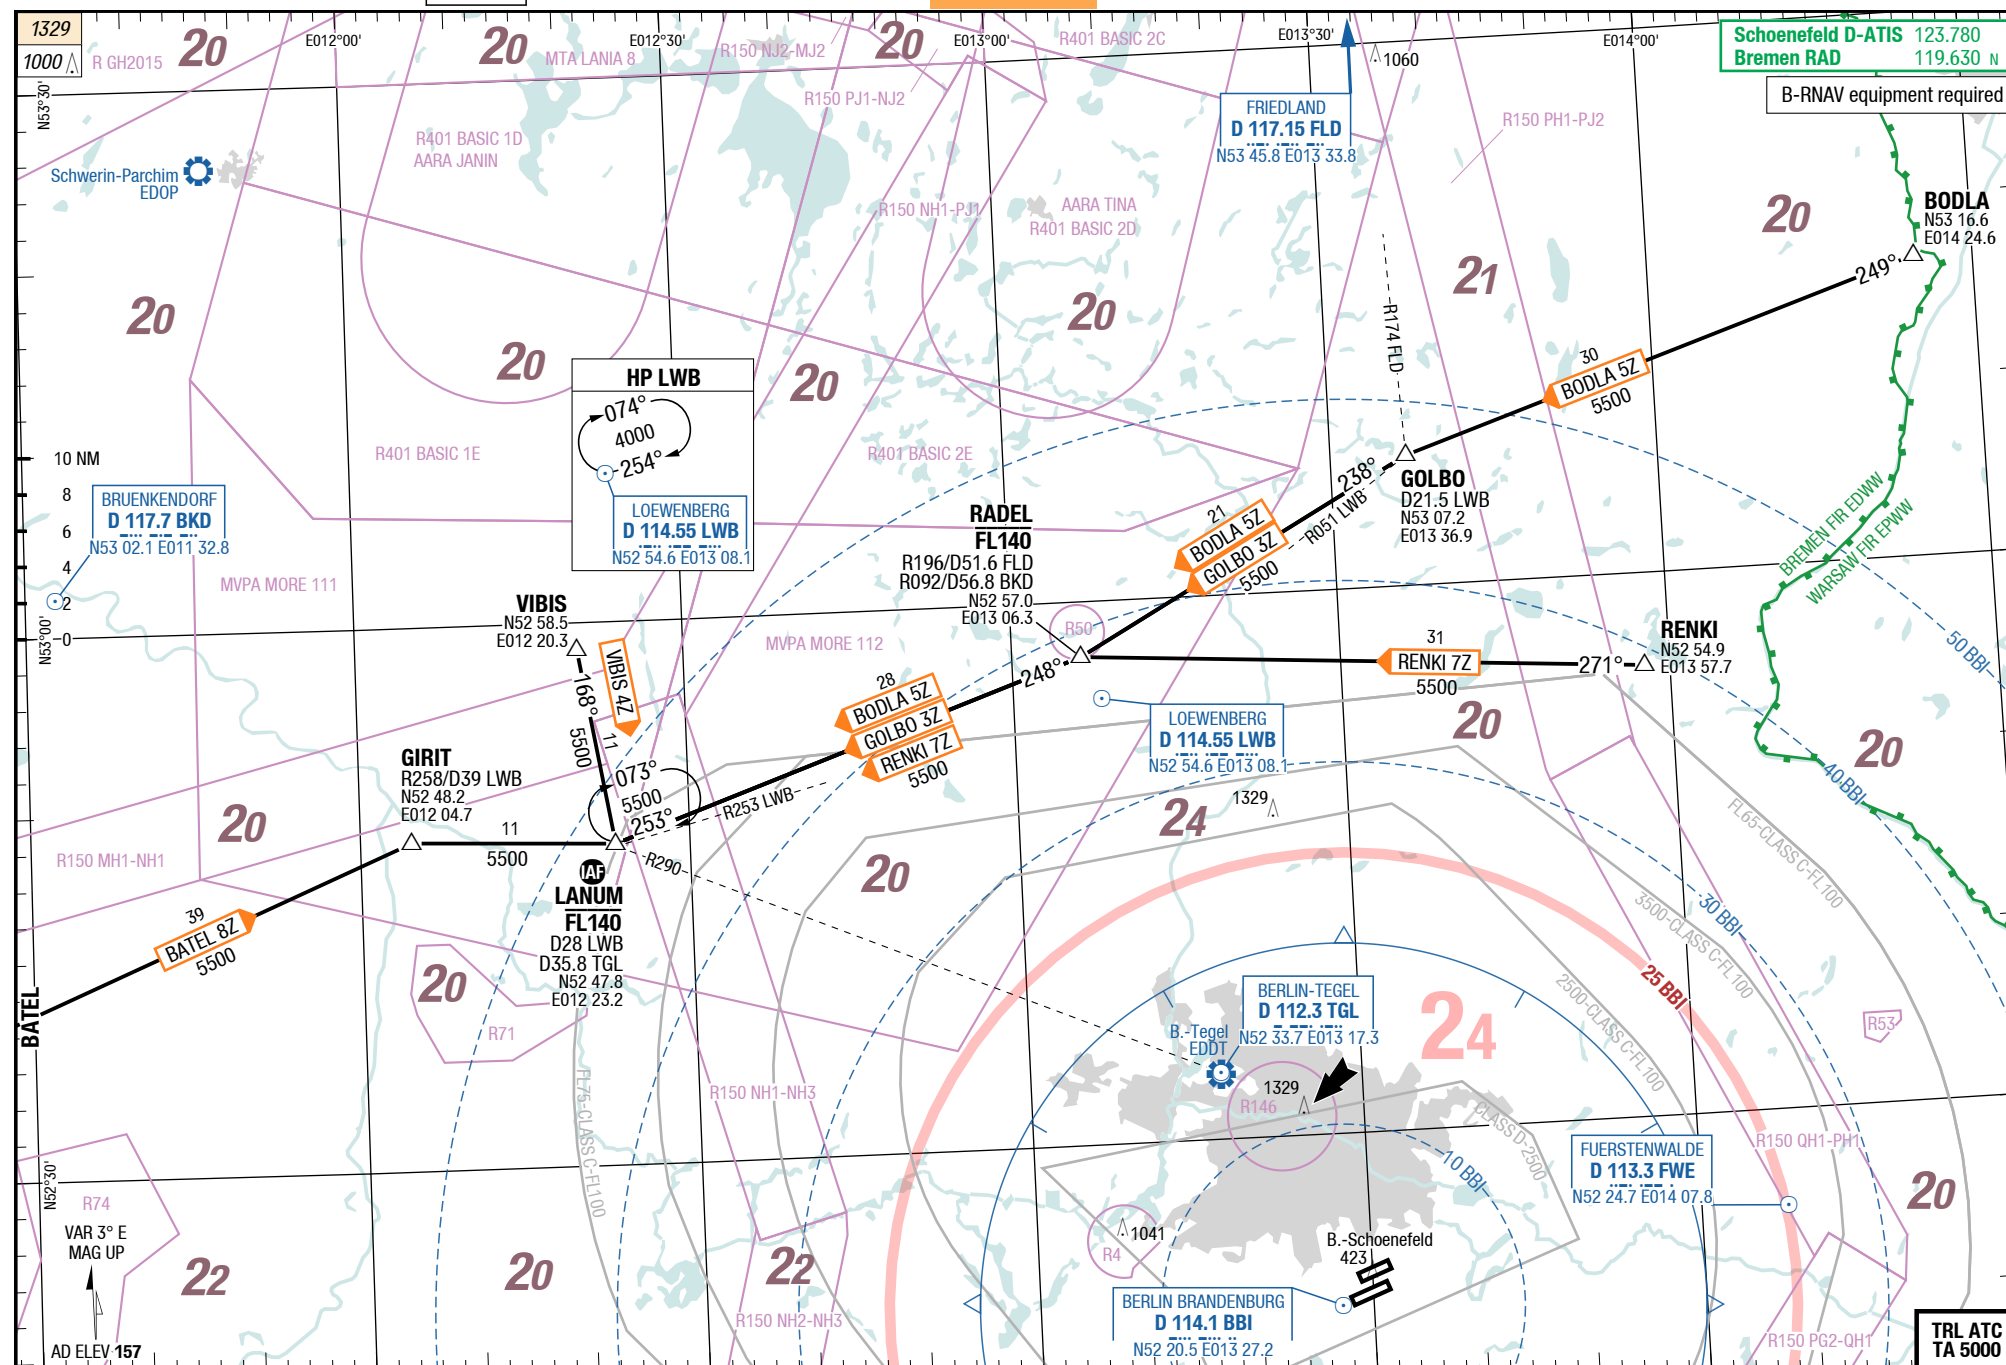 1329
1000
R GH2015
20
E012°00'
20
MTA LANIA 8
E012°30'
R150 NJ2-MJ2
20
E013°00'
R401 BASIC 2C
E013°30'
1060
E014°00'
Schoenefeld D-ATIS 123.780
Bremen RAD 119.630 N
B-RNAV equipment required
N53°30'
R150 PJ1-NJ2
R401 BASIC 1D
AARA JANIN
Schwerin-Parchim
EDOP
FRIEDLAND
D 117.15 FLD
N53 45.8 E013 33.8
R150 PH1-PJ2
R150 NH1-PJ1
AARA TINA
R401 BASIC 2D
20
BODLA
N53 16.6
E014 24.6
249°
20
20
21
20
20
R174 FLD
30
BODLA 5Z
5500
HP LWB
074°
4000
254°
LOEWENBERG
D 114.55 LWB
N52 54.6 E013 08.1
R401 BASIC 1E
R401 BASIC 2E
10 NM
8
6
4
2
0
N53°00'
BRUENKENDORF
D 117.7 BKD
N53 02.1 E011 32.8
MVPA MORE 111
238°
R051 LWB
GOLBO
D21.5 LWB
N53 07.2
E013 36.9
RADEL
FL140
R196/D51.6 FLD
R092/D56.8 BKD
N52 57.0
E013 06.3
21
BODLA 5Z
GOLBO 3Z
5500
BREMEN FIR EDWW
WARSAW FIR EPWW
VIBIS
N52 58.5
E012 20.3
VIBIS 4Z
168°
11
5500
MVPA MORE 112
R50
31
RENKI 7Z
5500
271°
RENKI
N52 54.9
E013 57.7
50 BBI
248°
28
BODLA 5Z
GOLBO 3Z
RENKI 7Z
5500
LOEWENBERG
D 114.55 LWB
N52 54.6 E013 08.1
20
20
40 BBI
GIRIT
R258/D39 LWB
N52 48.2
E012 04.7
073°
5500
253°
R253 LWB
R290
11
5500
20
1329
24
FL65-CLASS C-FL100
R150 MH1-NH1
IAF
LANUM
FL140
D28 LWB
D35.8 TGL
N52 47.8
E012 23.2
20
39
BATEL 8Z
5500
BATEL
20
R71
3500-CLASS C-FL100
30 BBI
25 BBI
2500-CLASS C-FL100
BERLIN-TEGEL
D 112.3 TGL
N52 33.7 E013 17.3
B.-Tegel
EDDT
24
R53
FL75-CLASS C-FL100
R150 NH1-NH3
1329
R146
CLASS D-2500
N52°30'
R74
VAR 3° E
MAG UP
22
20
22
R150 NH2-NH3
10 BBI
FUERSTENWALDE
D 113.3 FWE
N52 24.7 E014 07.8
R150 QH1-PH1
20
1041
R4
B.-Schoenefeld
423
BERLIN BRANDENBURG
D 114.1 BBI
N52 20.5 E013 27.2
R150 PG2-QH1
AD ELEV 157
TRL ATC
TA 5000